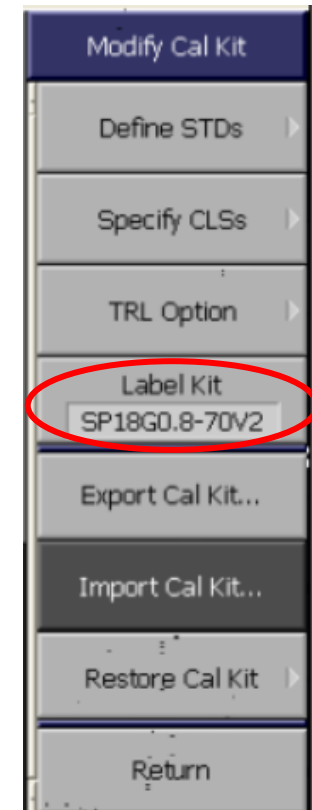 Modify Cal Kit
Define STDs
Specify CLSs
TRL Option
Label Kit
SP18G0.8-70V2
Export Cal Kit...
Import Cal Kit...
Restore Cal Kit
Return